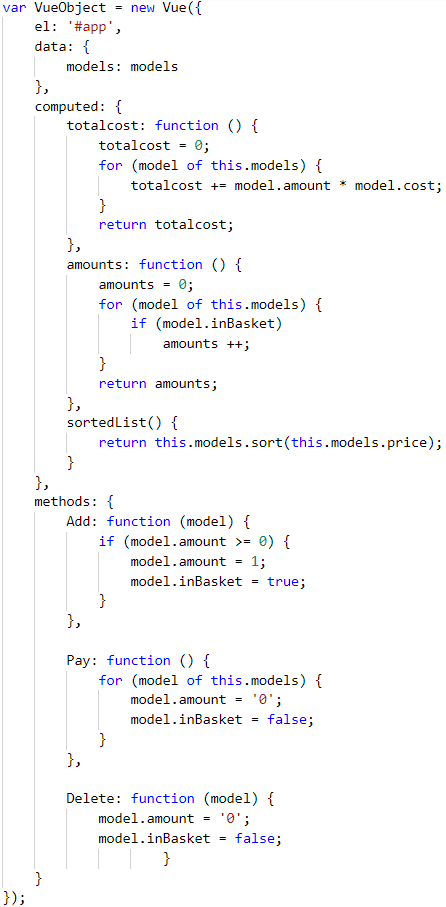 var VueObject = new Vue({
    el: '#app',
    data: {
        models: models
    },
    computed: {
        totalcost: function () {
            totalcost = 0;
            for (model of this.models) {
                totalcost += model.amount * model.cost;
            }
            return totalcost;
        },
        amounts: function () {
            amounts = 0;
            for (model of this.models) {
                if (model.inBasket)
                    amounts ++;
            }
            return amounts;
        },
        sortedList() {
            return this.models.sort(this.models.price);
        }
    },
    methods: {
        Add: function (model) {
            if (model.amount >= 0) {
                model.amount = 1;
                model.inBasket = true;
            }
        },

        Pay: function () {
            for (model of this.models) {
                model.amount = '0';
                model.inBasket = false;
            }
        },

        Delete: function (model) {
            model.amount = '0';
            model.inBasket = false;
                    }
    }
});